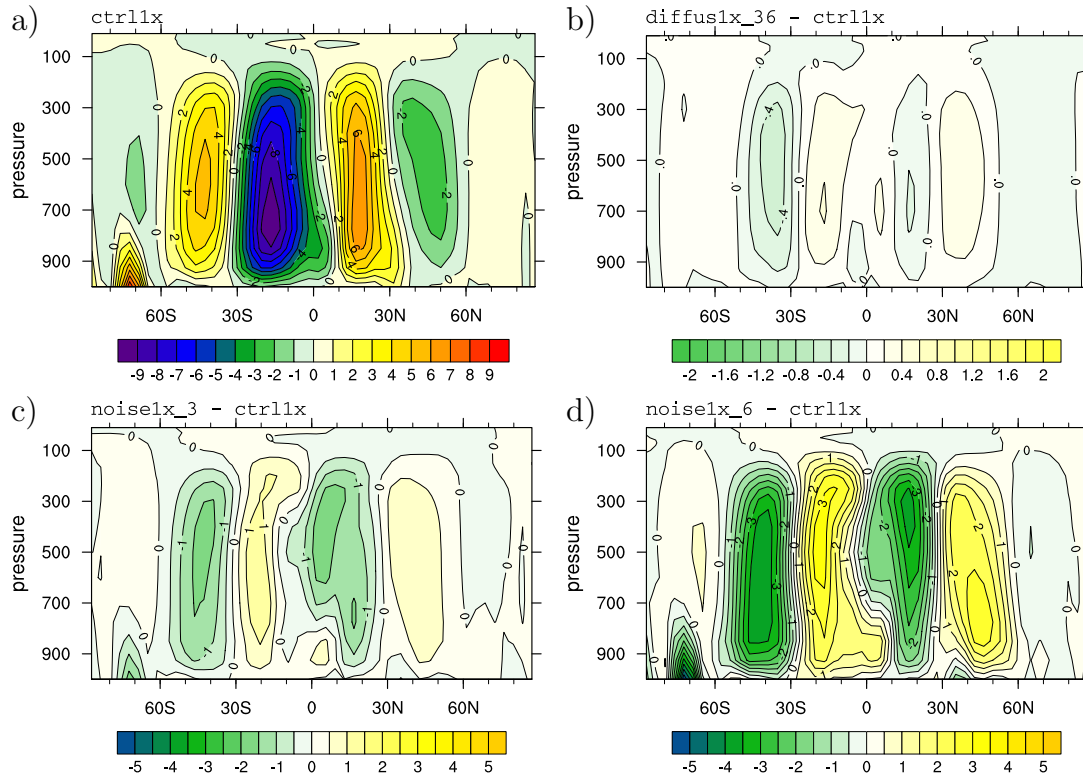 a) ctrl1x
b) diffus1x_36 - ctrl1x
pressure
100
300
500
700
900
60S 30S 0 30N 60N
-9 -8 -7 -6 -5 -4 -3 -2 -1 0 1 2 3 4 5 6 7 8 9
pressure
100
300
500
700
900
60S 30S 0 30N 60N
-2 -1.6 -1.2 -0.8 -0.4 0 0.4 0.8 1.2 1.6 2
c) noise1x_3 - ctrl1x
d) noise1x_6 - ctrl1x
pressure
100
300
500
700
900
60S 30S 0 30N 60N
-5 -4 -3 -2 -1 0 1 2 3 4 5
pressure
100
300
500
700
900
60S 30S 0 30N 60N
-5 -4 -3 -2 -1 0 1 2 3 4 5